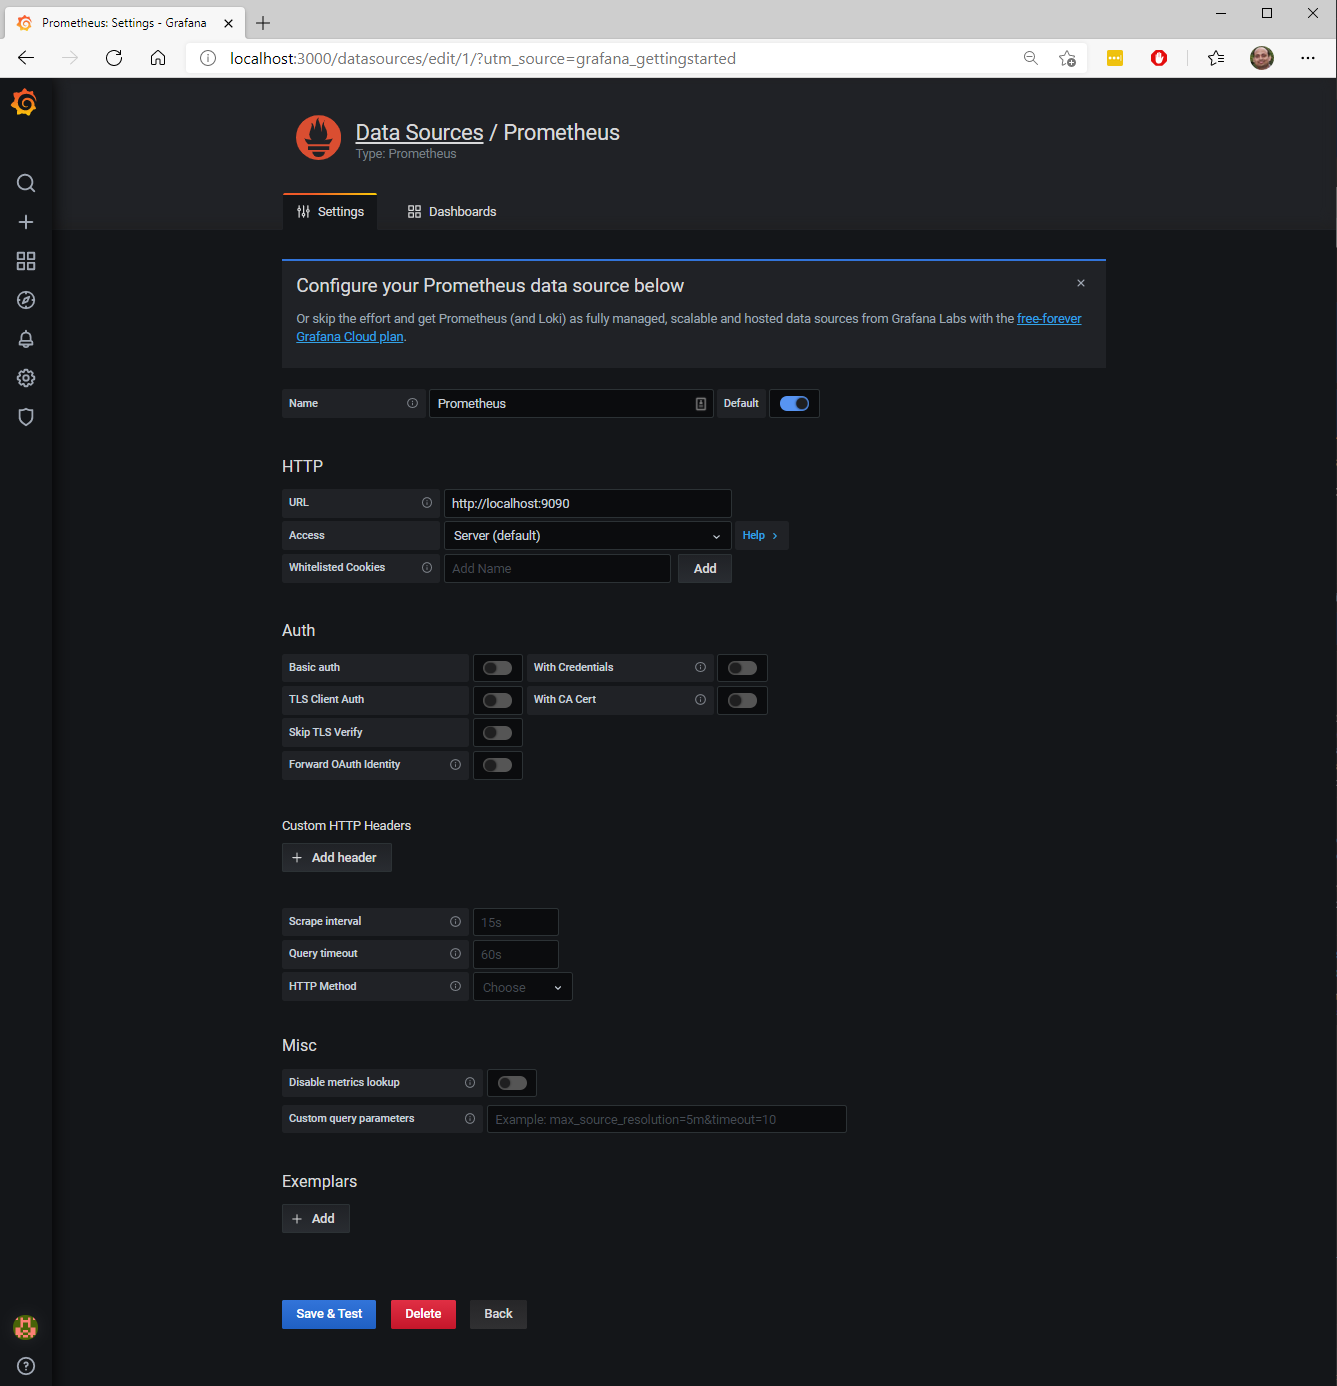 Prometheus: Settings - Grafana
localhost:3000/datasources/edit/1/?utm_source=grafana_gettingstarted
Data Sources / Prometheus
Type: Prometheus
Settings Dashboards
Configure your Prometheus data source below
Or skip the effort and get Prometheus (and Loki) as fully managed, scalable and hosted data sources from Grafana Labs with the free-forever
Grafana Cloud plan.
Name Prometheus Default
HTTP
URL http://localhost:9090
Access Server (default) Help
Whitelisted Cookies Add Name Add
Auth
Basic auth With Credentials
TLS Client Auth With CA Cert
Skip TLS Verify
Forward OAuth Identity
Custom HTTP Headers
Add header
Scrape interval 15s
Query timeout 60s
HTTP Method Choose
Misc
Disable metrics lookup
Custom query parameters Example: max_source_resolution=5m&timeout=10
Exemplars
Add
Save & Test Delete Back